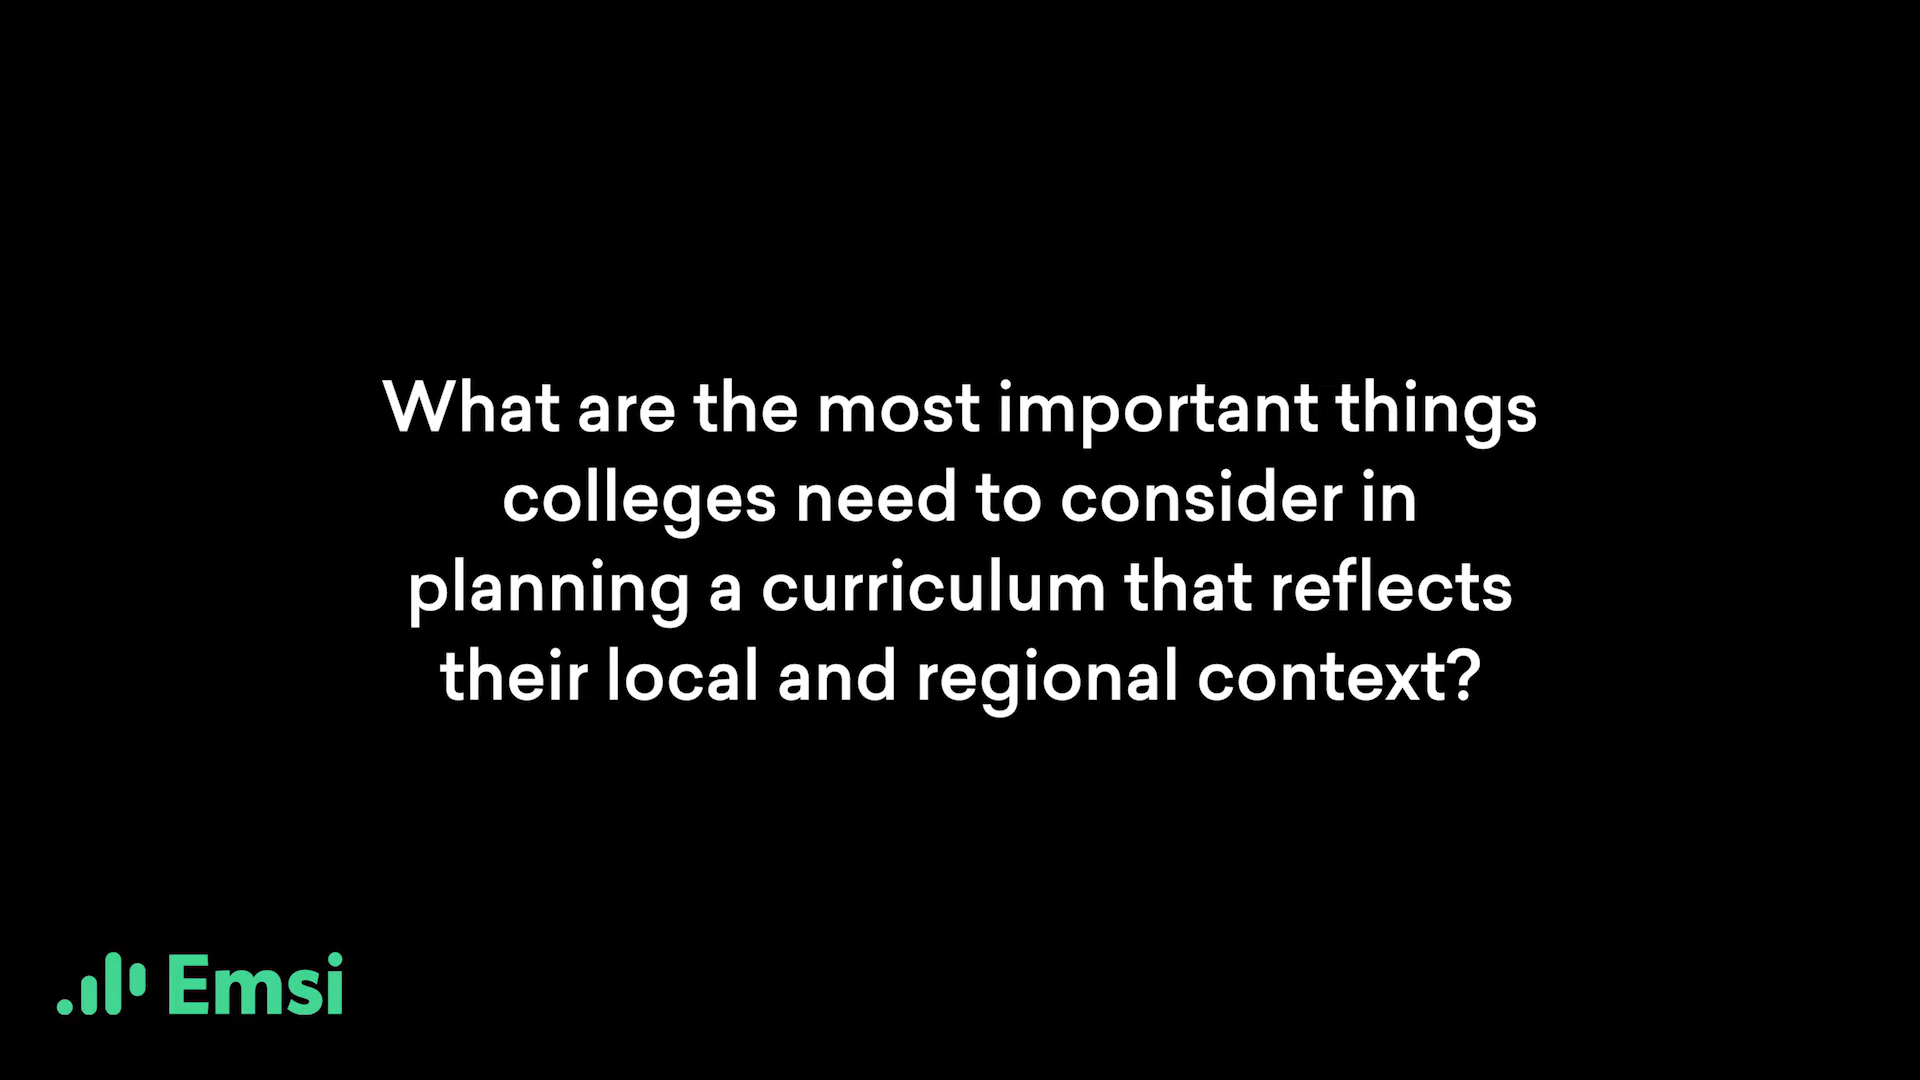 What are the most important things
colleges need to consider in
planning a curriculum that reflects
their local and regional context?
Emsi